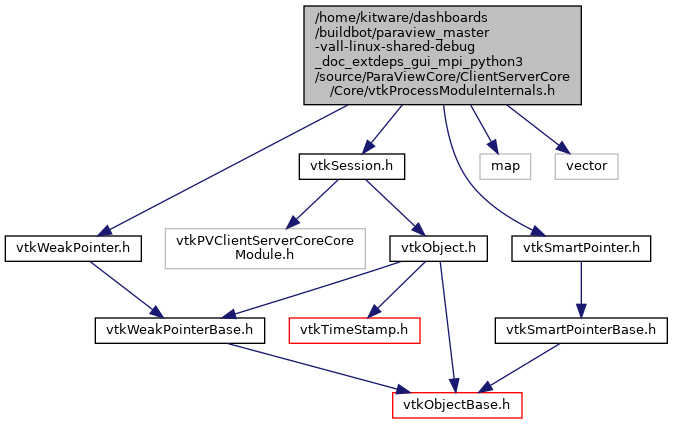 /home/kitware/dashboards
/buildbot/paraview_master
-vall-linux-shared-debug
_doc_extdeps_gui_mpi_python3
/source/ParaViewCore/ClientServerCore
/Core/vtkProcessModuleInternals.h
vtkSession.h
map
vector
vtkWeakPointer.h
vtkPVClientServerCoreCore
Module.h
vtkObject.h
vtkSmartPointer.h
vtkWeakPointerBase.h
vtkTimeStamp.h
vtkSmartPointerBase.h
vtkObjectBase.h